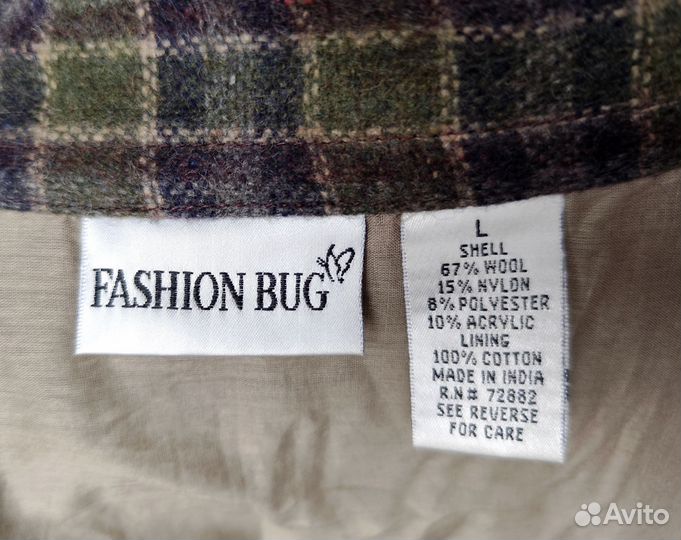 FASHION BUG
L
SHELL
67% WOOL
15% NYLON
8% POLYESTER
10% ACRYLIC
LINING
100% COTTON
MADE IN INDIA
R.N# 72882
SEE REVERSE
FOR CARE
Avito